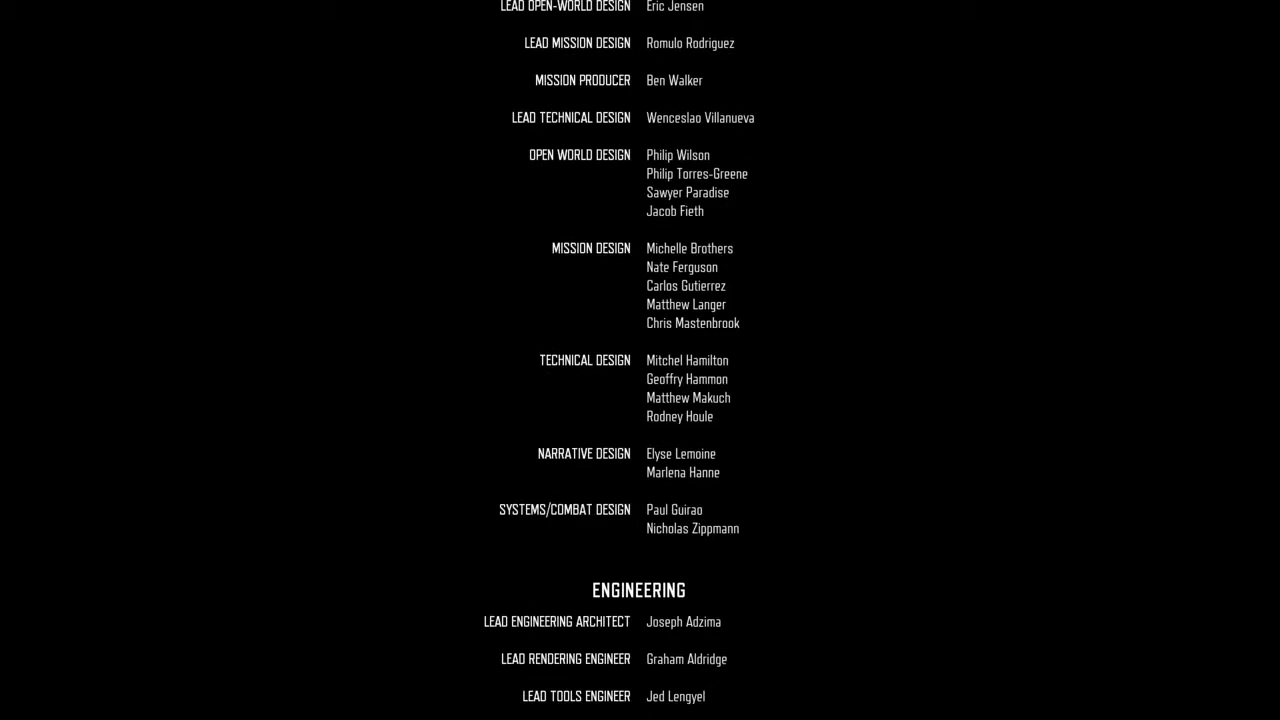 LEAD OPEN-WORLD DESIGN Eric Jensen
LEAD MISSION DESIGN Romulo Rodriguez
MISSION PRODUCER Ben Walker
LEAD TECHNICAL DESIGN Wenceslao Villanueva
OPEN WORLD DESIGN Philip Wilson
Philip Torres-Greene
Sawyer Paradise
Jacob Fieth
MISSION DESIGN Michelle Brothers
Nate Ferguson
Carlos Gutierrez
Matthew Langer
Chris Mastenbrook
TECHNICAL DESIGN Mitchel Hamilton
Geoffry Hammon
Matthew Makuch
Rodney Houle
NARRATIVE DESIGN Elyse Lemoine
Marlena Hanne
SYSTEMS/COMBAT DESIGN Paul Guirao
Nicholas Zippmann
ENGINEERING
LEAD ENGINEERING ARCHITECT Joseph Adzima
LEAD RENDERING ENGINEER Graham Aldridge
LEAD TOOLS ENGINEER Jed Lengyel